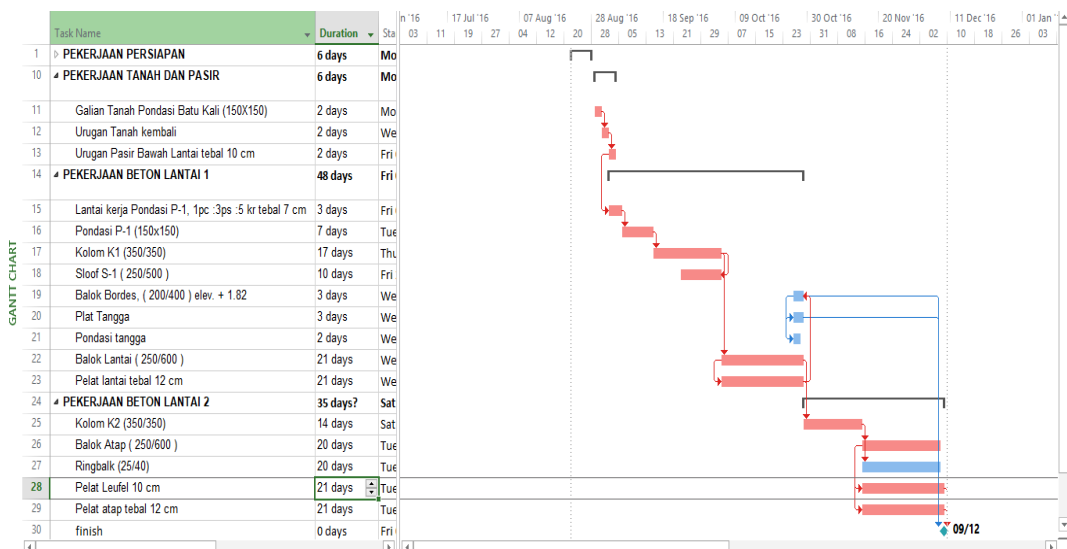 Task Name Duration Sta
n '16 17 Jul '16 07 Aug '16 28 Aug '16 18 Sep '16 09 Oct '16 30 Oct '16 20 Nov '16 11 Dec '16 01 Jan '
03 11 19 27 04 12 20 28 05 13 21 29 07 15 23 31 08 16 24 02 10 18 26 03
GANTT CHART
1 PEKERJAAN PERSIAPAN 6 days Mo
10 PEKERJAAN TANAH DAN PASIR 6 days Mo
11 Galian Tanah Pondasi Batu Kali (150X150) 2 days Mo
12 Urugan Tanah kembali 2 days We
13 Urugan Pasir Bawah Lantai tebal 10 cm 2 days Fri
14 PEKERJAAN BETON LANTAI 1 48 days Fri
15 Lantai kerja Pondasi P-1, 1pc :3ps :5 kr tebal 7 cm 3 days Fri
16 Pondasi P-1 (150x150) 7 days Tue
17 Kolom K1 (350/350) 17 days Thu
18 Sloof S-1 ( 250/500 ) 10 days Fri
19 Balok Bordes, ( 200/400 ) elev. + 1.82 3 days We
20 Plat Tangga 3 days We
21 Pondasi tangga 2 days We
22 Balok Lantai ( 250/600 ) 21 days We
23 Pelat lantai tebal 12 cm 21 days We
24 PEKERJAAN BETON LANTAI 2 35 days? Sat
25 Kolom K2 (350/350) 14 days Sat
26 Balok Atap ( 250/600 ) 20 days Tue
27 Ringbalk (25/40) 20 days Tue
28 Pelat Leufel 10 cm 21 days Tue
29 Pelat atap tebal 12 cm 21 days Tue
30 finish 0 days Fri 09/12